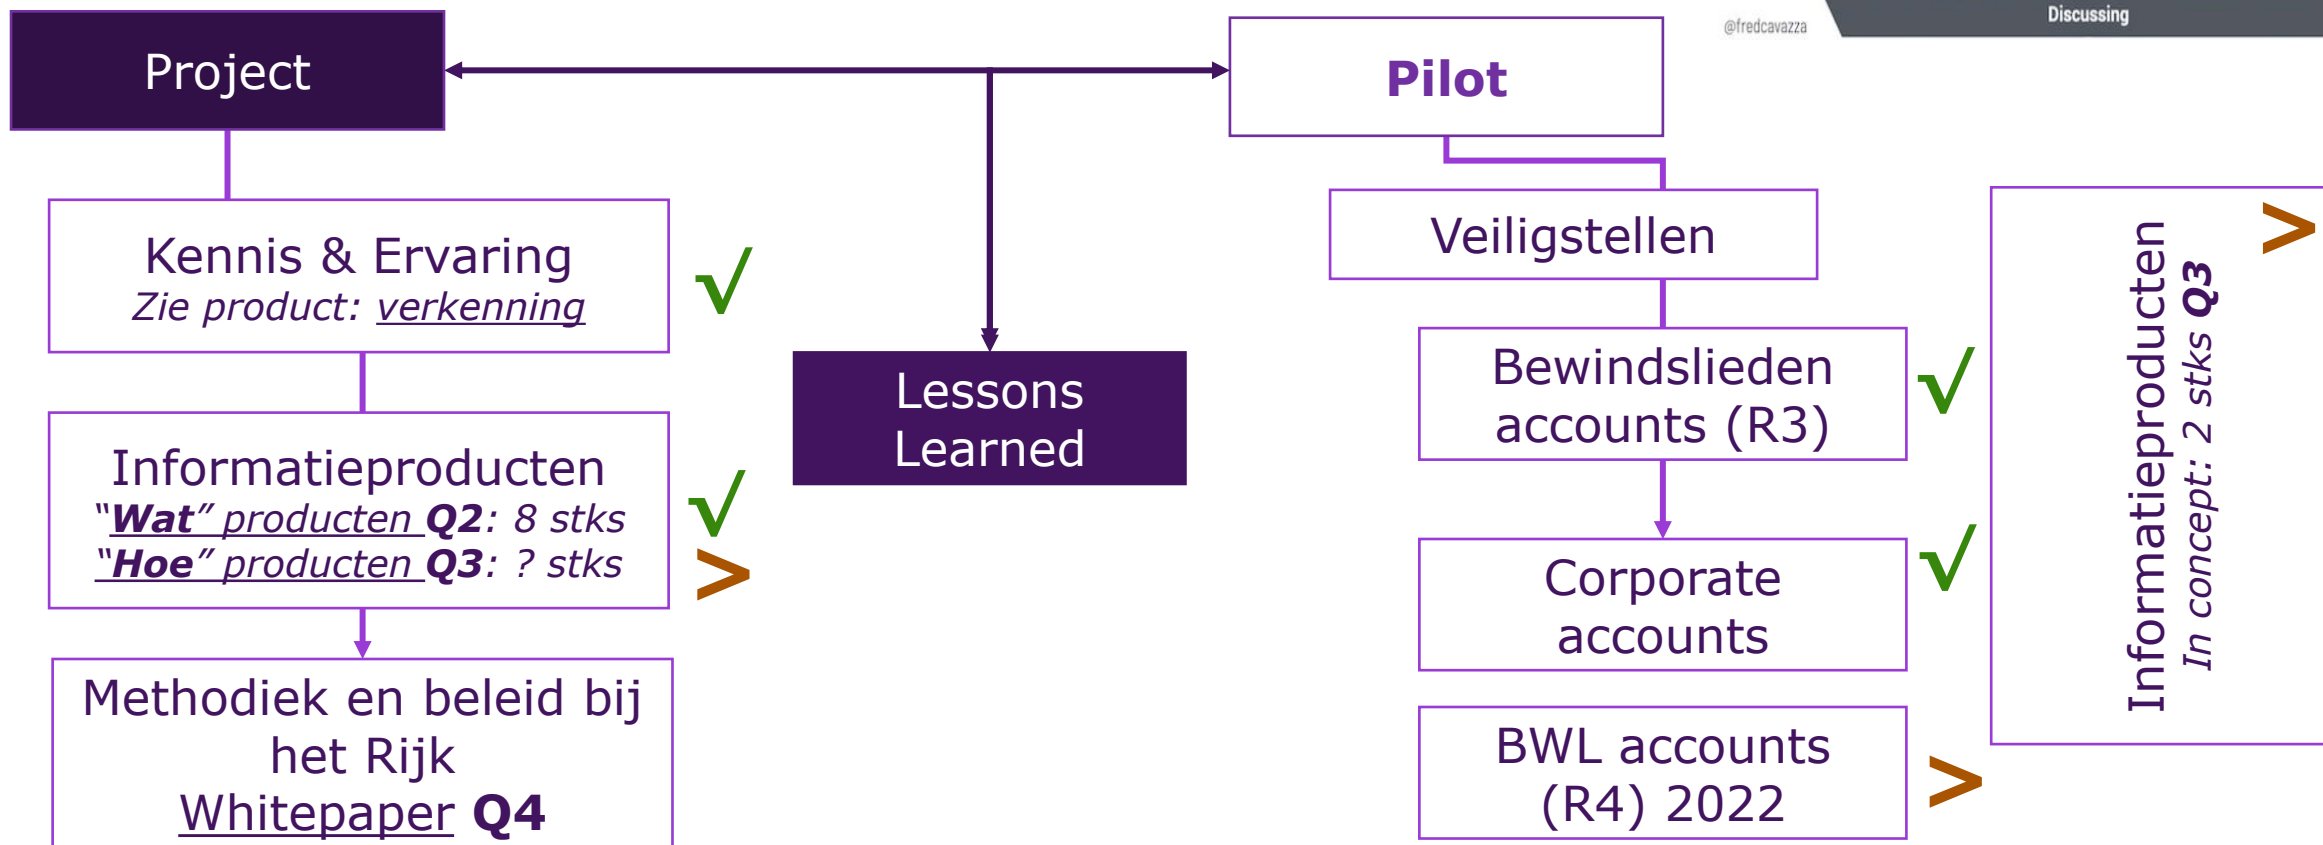 @fredcavazza
Discussing
Project
Pilot
Kennis & Ervaring
Zie product: verkenning
√
Informatieproducten
“Wat” producten Q2: 8 stks
√
“Hoe” producten Q3: ? stks
>
Methodiek en beleid bij
het Rijk
Whitepaper Q4
Lessons
Learned
Veiligstellen
Bewindslieden
accounts (R3)
√
Corporate
accounts
√
BWL accounts
(R4) 2022
>
Informatieproducten
In concept: 2 stks Q3
>